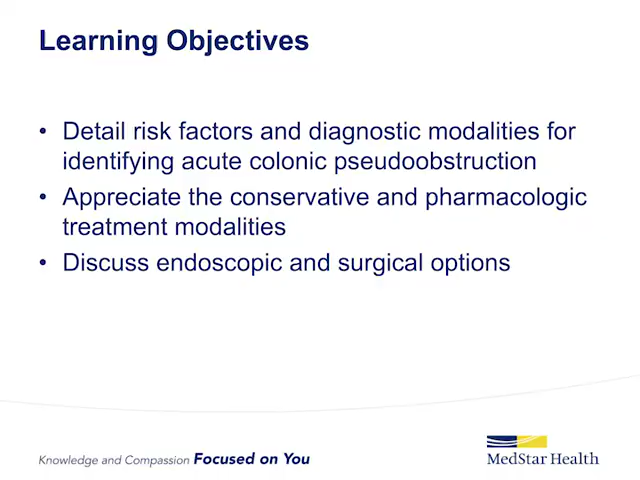 Learning Objectives
• Detail risk factors and diagnostic modalities for
identifying acute colonic pseudoobstruction
• Appreciate the conservative and pharmacologic
treatment modalities
• Discuss endoscopic and surgical options
Knowledge and Compassion Focused on You
MedStar Health